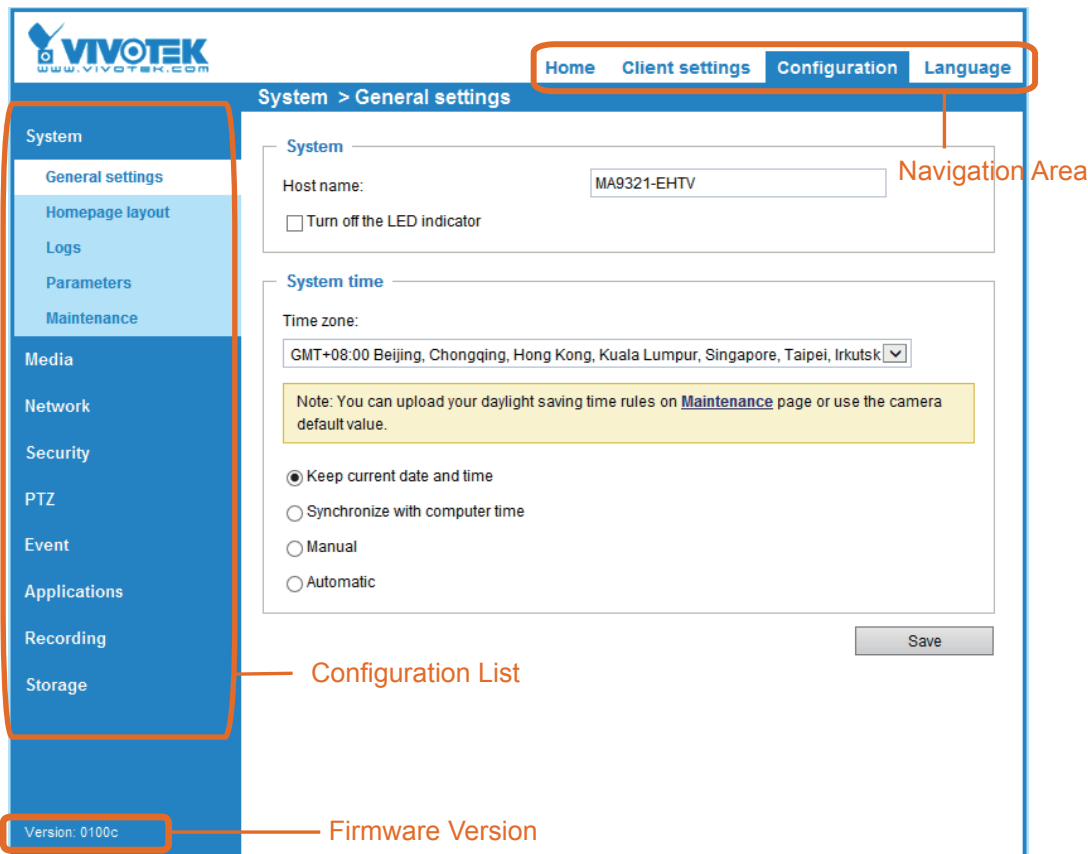 VIVOTEK
www.vivotek.com
Home Client settings Configuration Language
System > General settings
Navigation Area
System
General settings
Homepage layout
Logs
Parameters
Maintenance
Media
Network
Security
PTZ
Event
Applications
Recording
Storage
Configuration List
Version: 0100c
Firmware Version
System
Host name: MA9321-EHTV
Turn off the LED indicator
System time
Time zone:
GMT+08:00 Beijing, Chongqing, Hong Kong, Kuala Lumpur, Singapore, Taipei, Irkutsk
Note: You can upload your daylight saving time rules on Maintenance page or use the camera
default value.
Keep current date and time
Synchronize with computer time
Manual
Automatic
Save